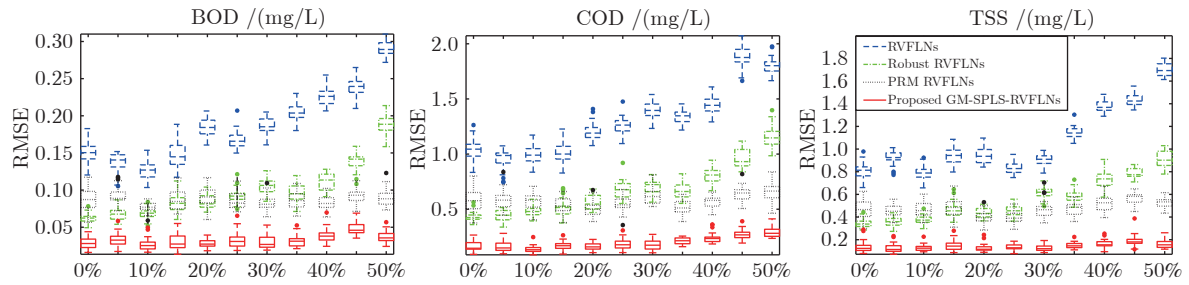 BOD /(mg/L)
COD /(mg/L)
TSS /(mg/L)
RMSE
0.30
0.25
0.20
0.15
0.10
0.05
0% 10% 20% 30% 40% 50%
RMSE
2.0
1.5
1.0
0.5
0% 10% 20% 30% 40% 50%
RMSE
1.8
1.6
1.4
1.2
1.0
0.8
0.6
0.4
0.2
0% 10% 20% 30% 40% 50%
RVFLNs
Robust RVFLNs
PRM RVFLNs
Proposed GM-SPLS-RVFLNs